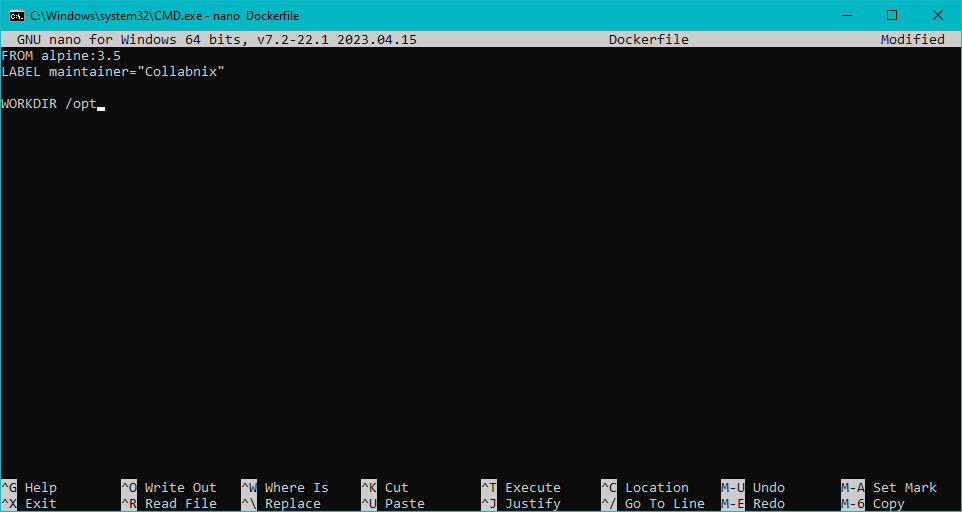 C:\Windows\system32\CMD.exe - nano  Dockerfile
GNU nano for Windows 64 bits, v7.2-22.1 2023.04.15 Dockerfile Modified
FROM alpine:3.5
LABEL maintainer="Collabnix"
WORKDIR /opt
^G Help ^O Write Out ^W Where Is ^K Cut ^T Execute ^C Location M-U Undo M-A Set Mark
^X Exit ^R Read File ^\ Replace ^U Paste ^J Justify ^/ Go To Line M-E Redo M-6 Copy